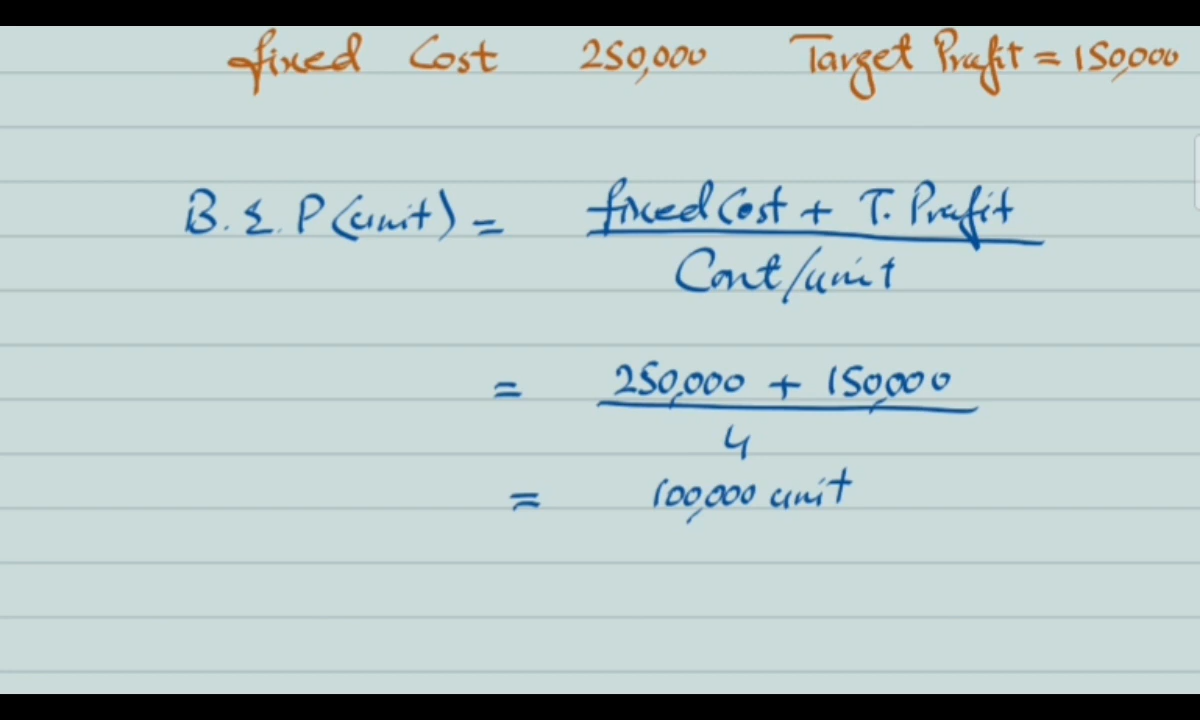 fixed Cost 250,000 Target Profit = 150,000
B.E.P(unit) = fixed Cost + T. Profit
Cont/unit
= 250,000 + 150,000
4
= 100,000 unit